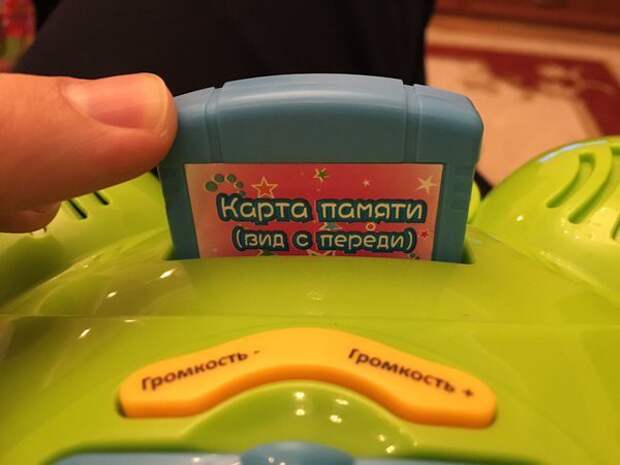 Карта памяти
(вид с переди)
Громкость - Громкость +